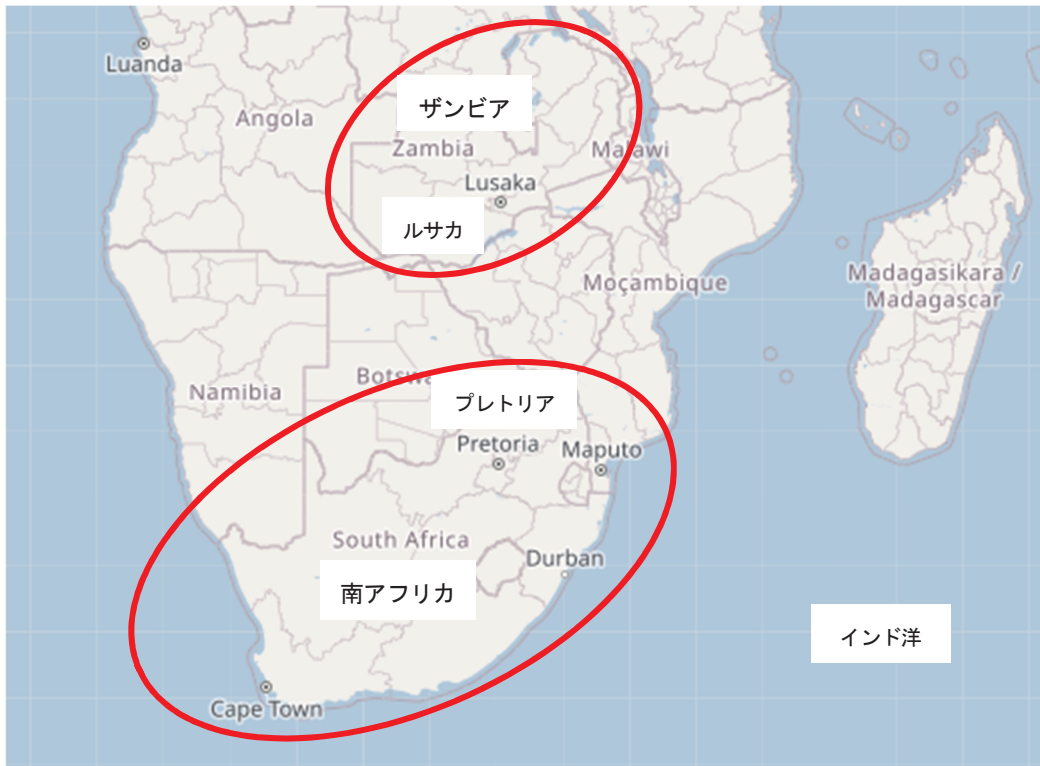 Luanda
ザンビア
Angola
Zambia
Malawi
Lusaka
ルサカ
Moçambique
Madagasikara /
Madagascar
Namibia
Botswa
プレトリア
Pretoria
Maputo
South Africa
Durban
南アフリカ
インド洋
Cape Town